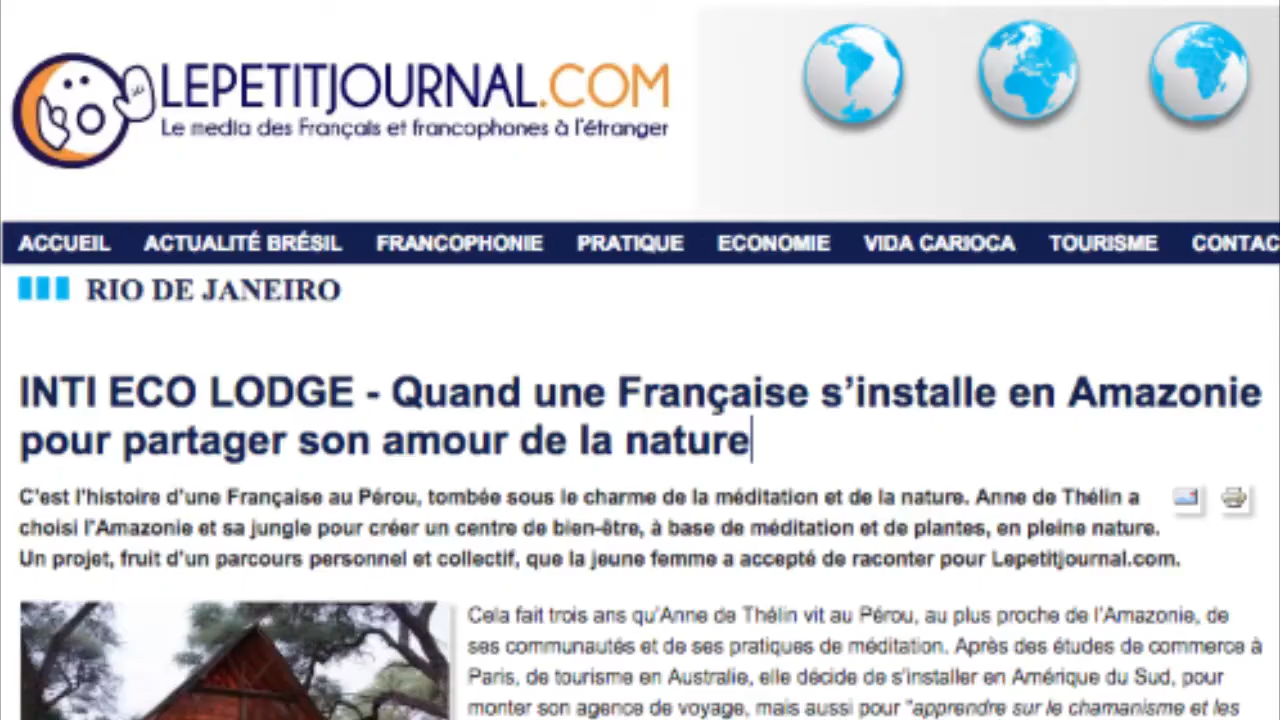 LEPETITJOURNAL.COM
Le media des Français et francophones à l'étranger
ACCUEIL ACTUALITÉ BRÉSIL FRANCOPHONIE PRATIQUE ECONOMIE VIDA CARIOCA TOURISME CONTAC
RIO DE JANEIRO
INTI ECO LODGE - Quand une Française s’installe en Amazonie
pour partager son amour de la nature
C’est l’histoire d’une Française au Pérou, tombée sous le charme de la méditation et de la nature. Anne de Thélin a
choisi l’Amazonie et sa jungle pour créer un centre de bien-être, à base de méditation et de plantes, en pleine nature.
Un projet, fruit d’un parcours personnel et collectif, que la jeune femme a accepté de raconter pour Lepetitjournal.com.
Cela fait trois ans qu’Anne de Thélin vit au Pérou, au plus proche de l’Amazonie, de
ses communautés et de ses pratiques de méditation. Après des études de commerce à
Paris, de tourisme en Australie, elle décide de s’installer en Amérique du Sud, pour
monter son agence de voyage, mais aussi pour "apprendre sur le chamanisme et les